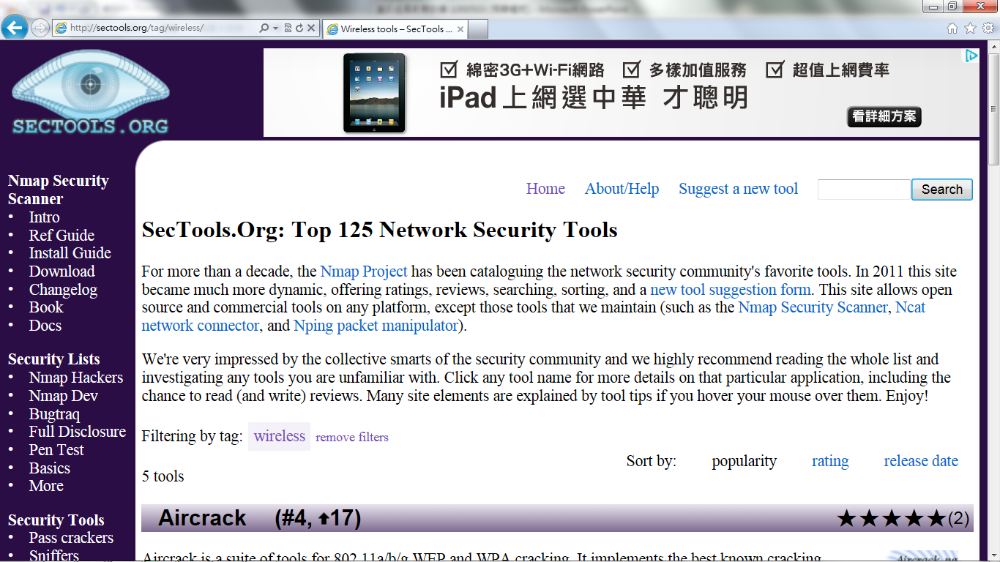 http://sectools.org/tag/wireless/
Wireless tools – SecTools ...
SECTOOLS.ORG
綿密3G+Wi-Fi網路 多樣加值服務 超值上網費率
iPad上網選中華 才聰明
看詳細方案
Nmap Security
Scanner
• Intro
• Ref Guide
• Install Guide
• Download
• Changelog
• Book
• Docs
Security Lists
• Nmap Hackers
• Nmap Dev
• Bugtraq
• Full Disclosure
• Pen Test
• Basics
• More
Security Tools
• Pass crackers
• Sniffers
Home About/Help Suggest a new tool Search
SecTools.Org: Top 125 Network Security Tools
For more than a decade, the Nmap Project has been cataloguing the network security community's favorite tools. In 2011 this site
became much more dynamic, offering ratings, reviews, searching, sorting, and a new tool suggestion form. This site allows open
source and commercial tools on any platform, except those tools that we maintain (such as the Nmap Security Scanner, Ncat
network connector, and Nping packet manipulator).
We're very impressed by the collective smarts of the security community and we highly recommend reading the whole list and
investigating any tools you are unfamiliar with. Click any tool name for more details on that particular application, including the
chance to read (and write) reviews. Many site elements are explained by tool tips if you hover your mouse over them. Enjoy!
Filtering by tag: wireless remove filters
Sort by: popularity rating release date
5 tools
Aircrack (#4, ⬆17) ★★★★★(2)
Aircrack is a suite of tools for 802.11a/b/g WEP and WPA cracking. It implements the best known cracking
Aircrack-ng